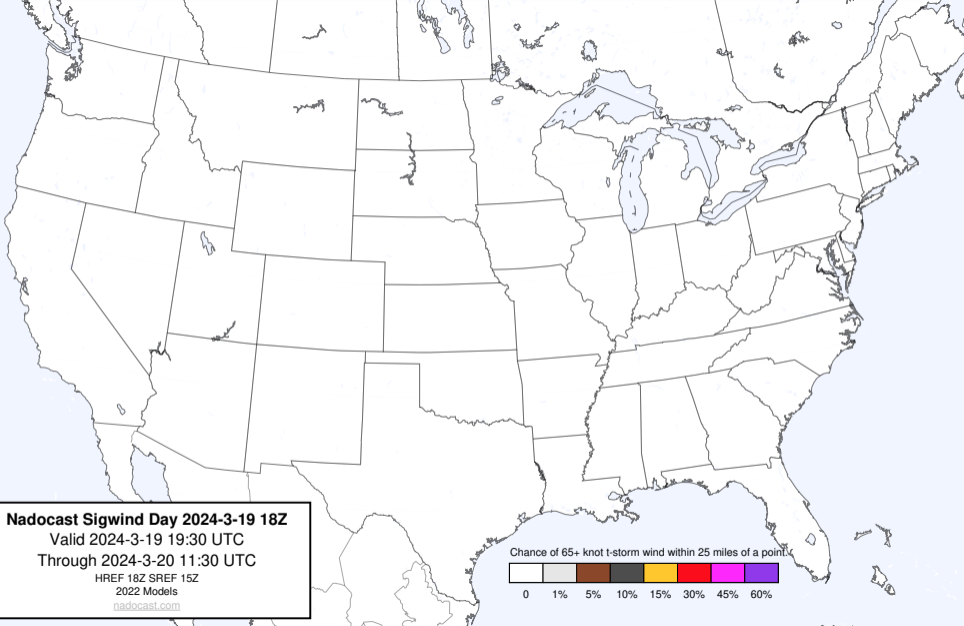 Nadocast Sigwind Day 2024-3-19 18Z
Valid 2024-3-19 19:30 UTC
Through 2024-3-20 11:30 UTC
HREF 18Z SREF 15Z
2022 Models
nadocast.com
Chance of 65+ knot t-storm wind within 25 miles of a point.
0 1% 5% 10% 15% 30% 45% 60%